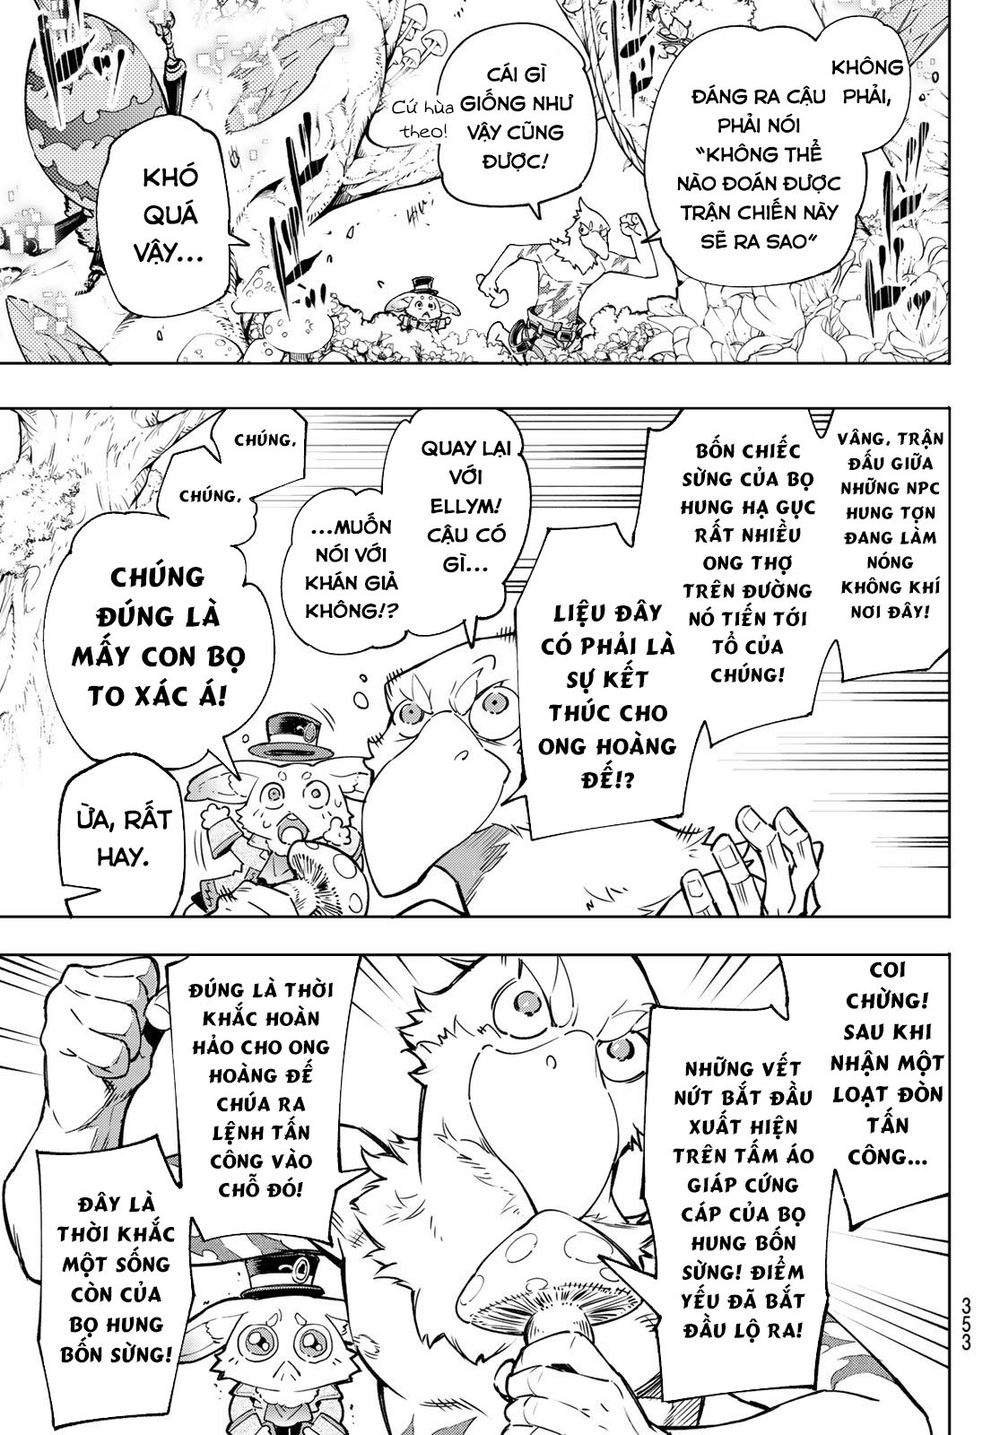 KHÔNG
PHẢI,
ĐÁNG RA CẬU
PHẢI NÓI
"KHÔNG THỂ
NÀO ĐOÁN ĐƯỢC
TRẬN CHIẾN NÀY
SẼ RA SAO"
CÁI GÌ
GIỐNG NHƯ
VẬY CŨNG
ĐƯỢC!
Cứ hùa
theo!
KHÓ
QUÁ
VẬY...
VÂNG, TRẬN
ĐẤU GIỮA
NHỮNG NPC
HUNG TỢN
ĐANG LÀM
NÓNG
KHÔNG KHÍ
NƠI ĐÂY!
BỐN CHIẾC
SỪNG CỦA BỌ
HUNG HẠ GỤC
RẤT NHIỀU
ONG THỢ
TRÊN ĐƯỜNG
NÓ TIẾN TỚI
TỔ CỦA
CHÚNG!
LIỆU ĐÂY
CÓ PHẢI LÀ
SỰ KẾT
THÚC CHO
ONG HOÀNG
ĐẾ!?
QUAY LẠI
VỚI
ELLYM!
CẬU CÓ
GÌ...
...MUỐN
NÓI VỚI
KHÁN GIẢ
KHÔNG!?
CHÚNG,
CHÚNG,
CHÚNG
ĐÚNG LÀ
MẤY CON BỌ
TO XÁC Á!
ỪA, RẤT
HAY.
COI
CHỪNG!
SAU KHI
NHẬN MỘT
LOẠT ĐÒN
TẤN
CÔNG...
NHỮNG VẾT
NỨT BẮT ĐẦU
XUẤT HIỆN
TRÊN TẤM ÁO
GIÁP CỨNG
CÁP CỦA BỌ
HUNG BỐN
SỪNG! ĐIỂM
YẾU ĐÃ BẮT
ĐẦU LỘ RA!
ĐÚNG LÀ THỜI
KHẮC HOÀN
HẢO CHO ONG
HOÀNG ĐẾ
CHÚA RA
LỆNH TẤN
CÔNG VÀO
CHỖ ĐÓ!
ĐÂY LÀ
THỜI KHẮC
MỘT SỐNG
CÒN CỦA
BỌ HUNG
BỐN SỪNG!
353